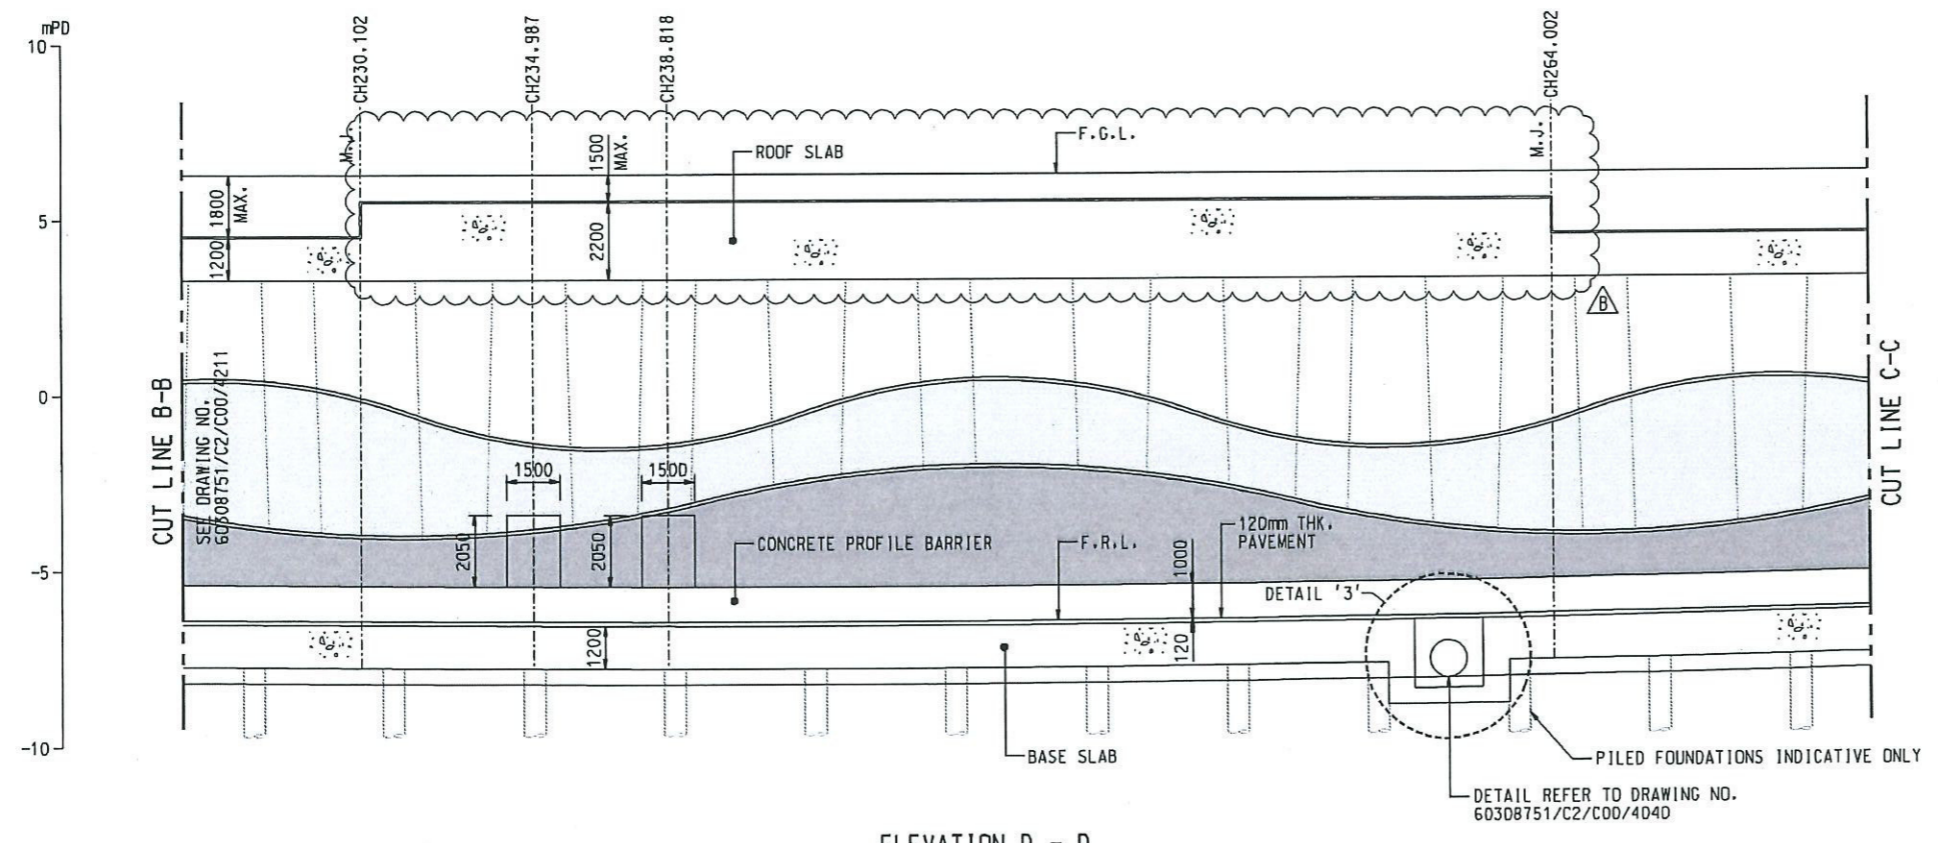 mPD
10
5
0
-5
-10
CH230.102
CH234.987
CH238.818
CH264.002
M.J.
M.J.
1500
MAX.
ROOF SLAB
F.G.L.
1800
MAX.
1200
2200
B
CUT LINE B-B
SEE DRAWING NO.
60308751/C2/C00/4211
CUT LINE C-C
1500
1500
2050
2050
CONCRETE PROFILE BARRIER
F.R.L.
1000
120mm THK.
PAVEMENT
DETAIL '3'
1200
120
BASE SLAB
PILED FOUNDATIONS INDICATIVE ONLY
DETAIL REFER TO DRAWING NO.
60308751/C2/C00/4040